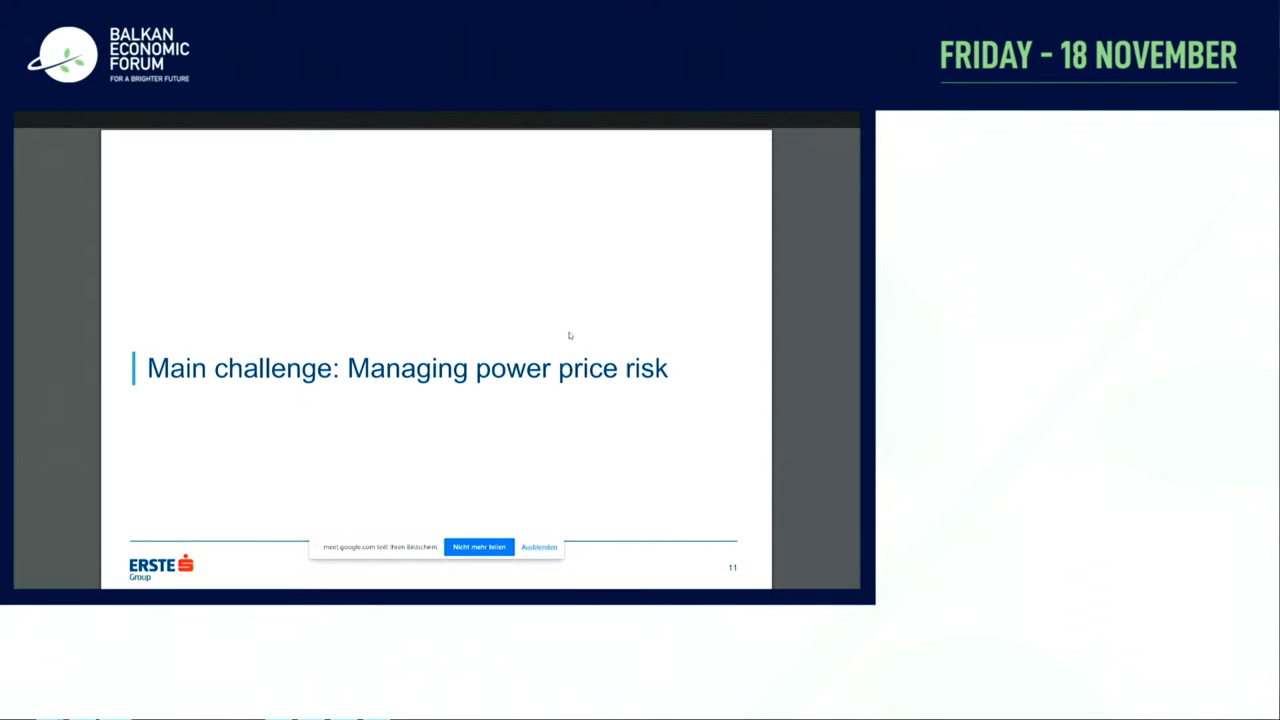 BALKAN
ECONOMIC
FORUM
FOR A BRIGHTER FUTURE
FRIDAY - 18 NOVEMBER
Main challenge: Managing power price risk
meet.google.com teilt Ihren Bildschirm.
Nicht mehr teilen
Ausblenden
ERSTE
Group
11